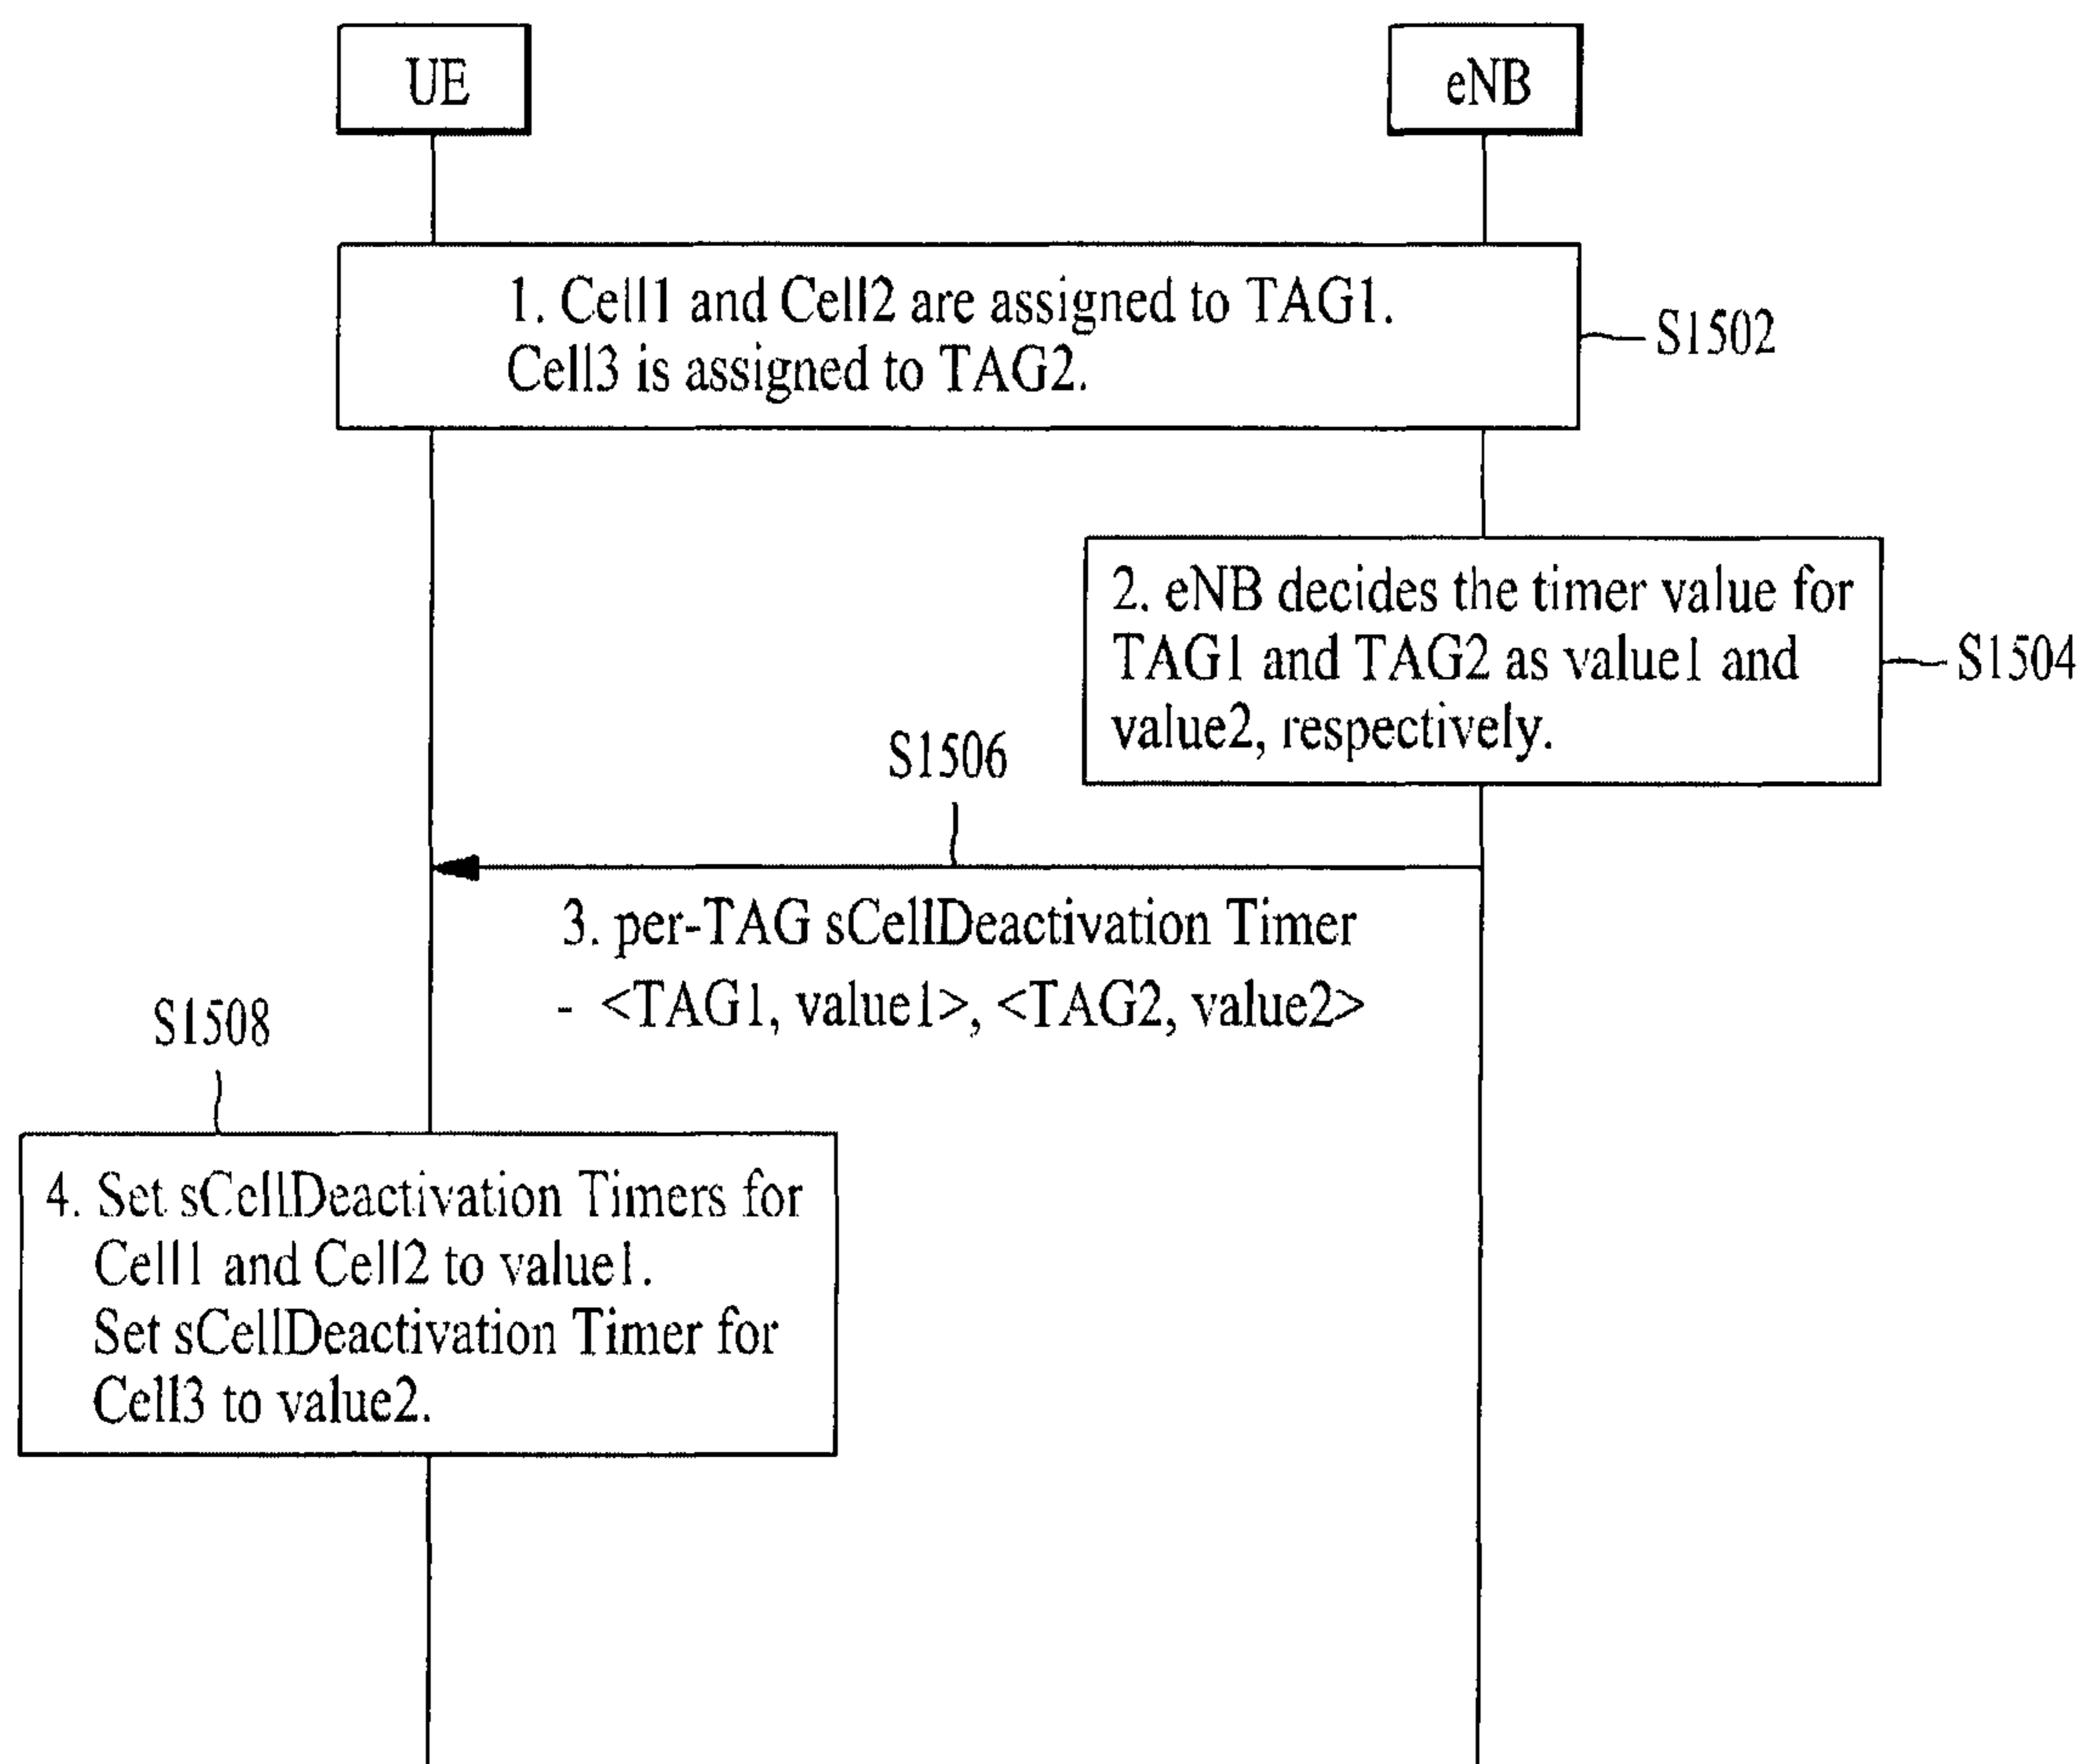 UE
eNB
1. Cell1 and Cell2 are assigned to TAG1.
Cell3 is assigned to TAG2.
S1502
2. eNB decides the timer value for
TAG1 and TAG2 as value1 and
value2, respectively.
S1504
S1506
3. per-TAG sCellDeactivation Timer
- <TAG1, value1>, <TAG2, value2>
S1508
4. Set sCellDeactivation Timers for
Cell1 and Cell2 to value1.
Set sCellDeactivation Timer for
Cell3 to value2.